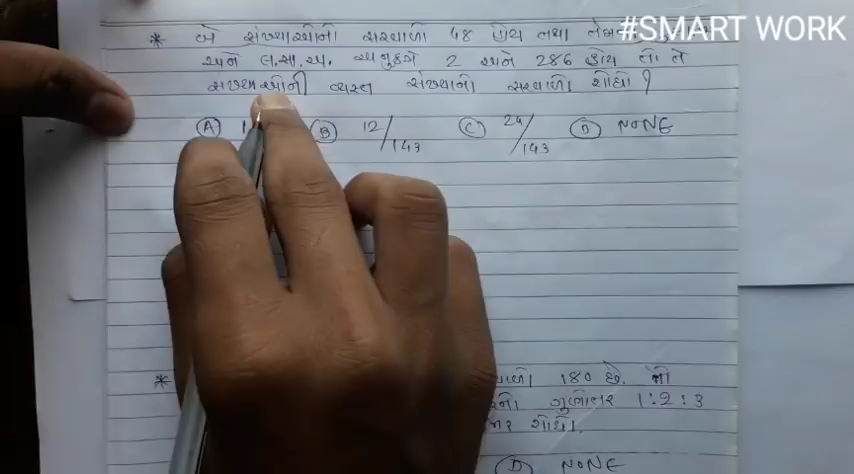 #SMART WORK
* બે સંખ્યાઓની સરવાળો 48 હોય તથા
અને લ.સા.અ. અનુક્રમે 2 અને 286 હોય તો તે
સંખ્યાઓની વ્યસ્ત સંખ્યાનો સરવાળો શોધો ?
(A) 1 (B) 12/143 (C) 24/143 (D) NONE
* 180 છે. તો
ગુણોત્તર 1:2:3
શોધો.
(D) NONE